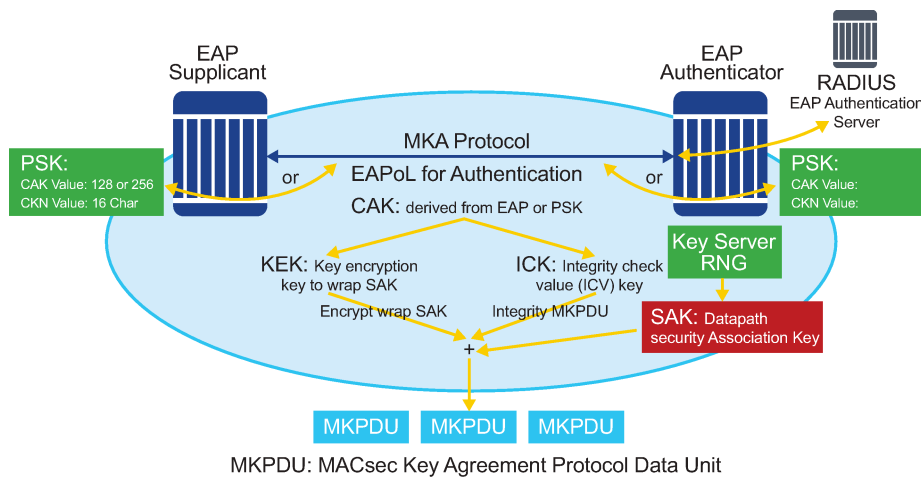 EAP
Supplicant
EAP
Authenticator
RADIUS
EAP Authentication
Server
MKA Protocol
PSK:
CAK Value: 128 or 256
CKN Value: 16 Char
or
EAPoL for Authentication
or
PSK:
CAK Value:
CKN Value:
CAK: derived from EAP or PSK
KEK: Key encryption
key to wrap SAK
ICK: Integrity check
value (ICV) key
Key Server
RNG
Encrypt wrap SAK
Integrity MKPDU
SAK: Datapath
security Association Key
+
MKPDU
MKPDU
MKPDU
MKPDU: MACsec Key Agreement Protocol Data Unit